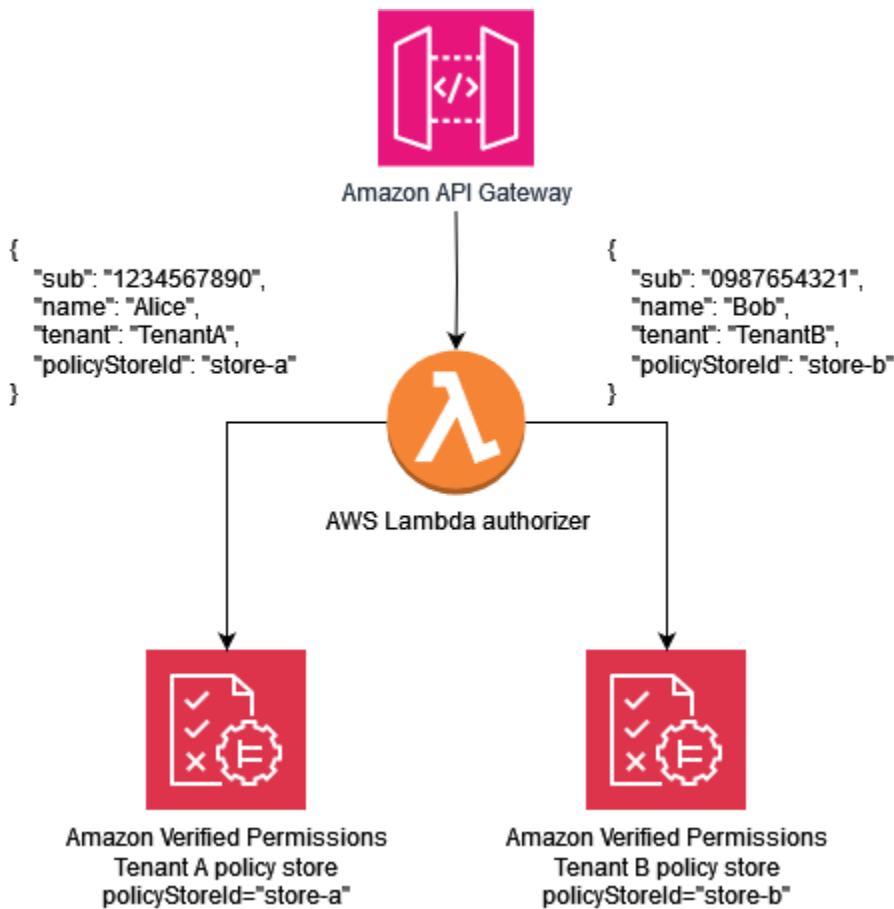 </>
Amazon API Gateway
{
"sub": "1234567890",
"name": "Alice",
"tenant": "TenantA",
"policyStoreId": "store-a"
}
{
"sub": "0987654321",
"name": "Bob",
"tenant": "TenantB",
"policyStoreId": "store-b"
}
AWS Lambda authorizer
Amazon Verified Permissions
Tenant A policy store
policyStoreId="store-a"
Amazon Verified Permissions
Tenant B policy store
policyStoreId="store-b"